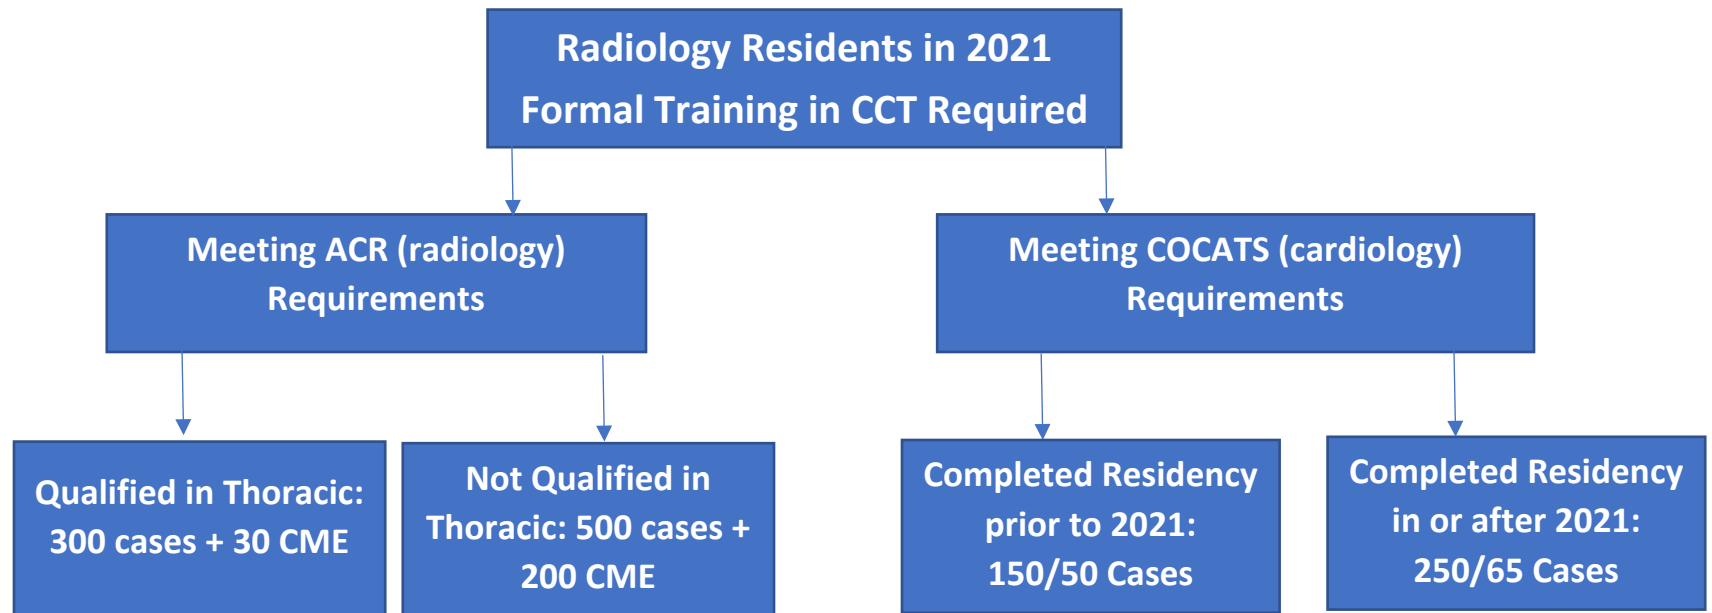 Radiology Residents in 2021
Formal Training in CCT Required
Meeting ACR (radiology)
Requirements
Meeting COCATS (cardiology)
Requirements
Qualified in Thoracic:
300 cases + 30 CME
Not Qualified in
Thoracic: 500 cases +
200 CME
Completed Residency
prior to 2021:
150/50 Cases
Completed Residency
in or after 2021:
250/65 Cases